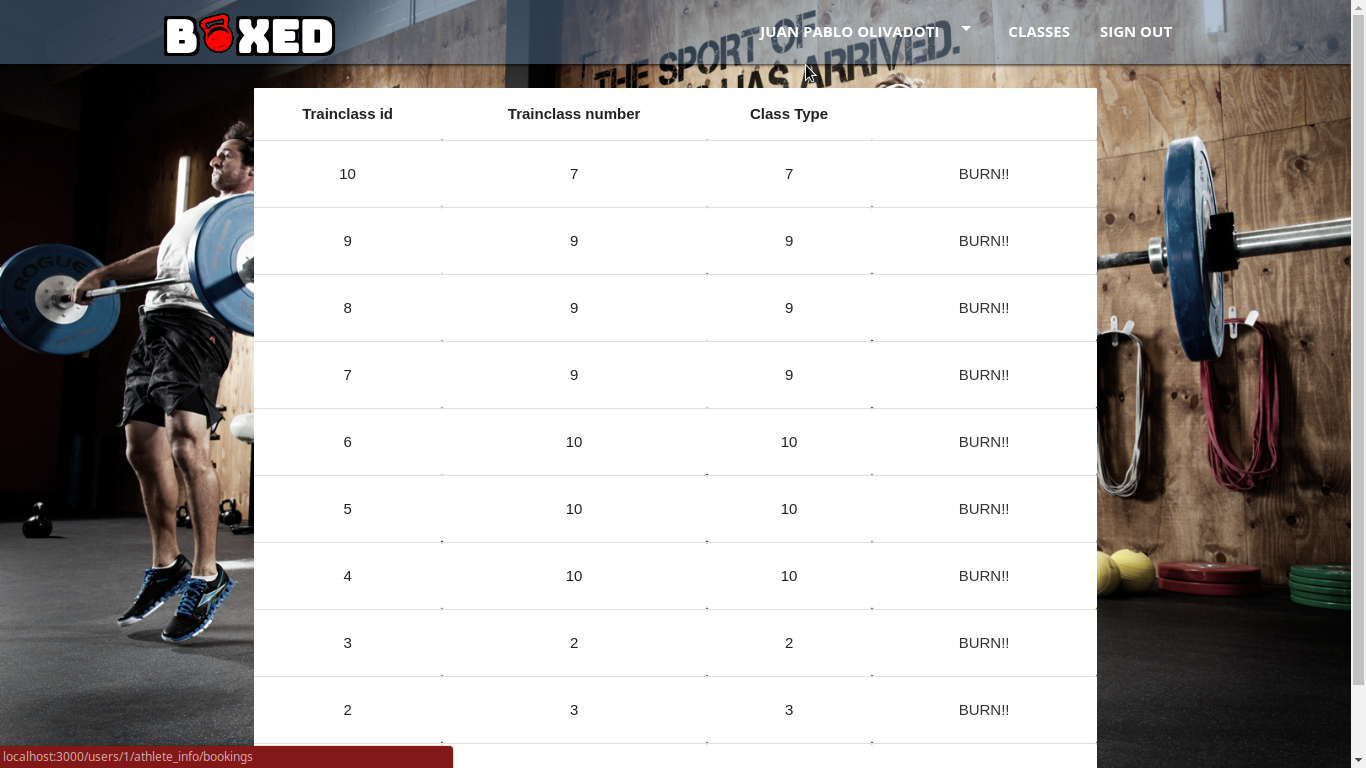 BOXED
JUAN PABLO OLIVADOTI
CLASSES
SIGN OUT
THE SPORT OF
HAS ARRIVED.
Trainclass id Trainclass number Class Type
10 7 7 BURN!!
9 9 9 BURN!!
8 9 9 BURN!!
7 9 9 BURN!!
6 10 10 BURN!!
5 10 10 BURN!!
4 10 10 BURN!!
3 2 2 BURN!!
2 3 3 BURN!!
ROGUE
localhost:3000/users/1/athlete_info/bookings